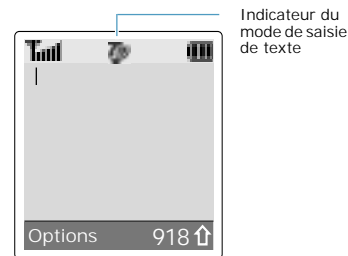 Indicateur du
mode de saisie
de texte
Options 918